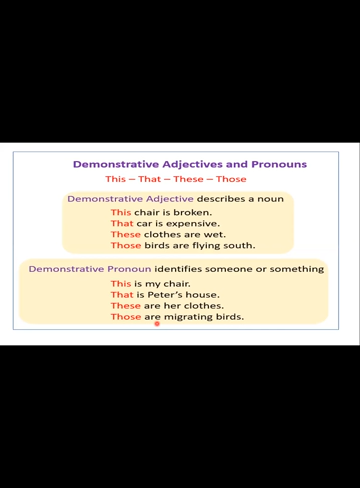 Demonstrative Adjectives and Pronouns
This – That – These – Those
Demonstrative Adjective describes a noun
This chair is broken.
That car is expensive.
These clothes are wet.
Those birds are flying south.
Demonstrative Pronoun identifies someone or something
This is my chair.
That is Peter's house.
These are her clothes.
Those are migrating birds.